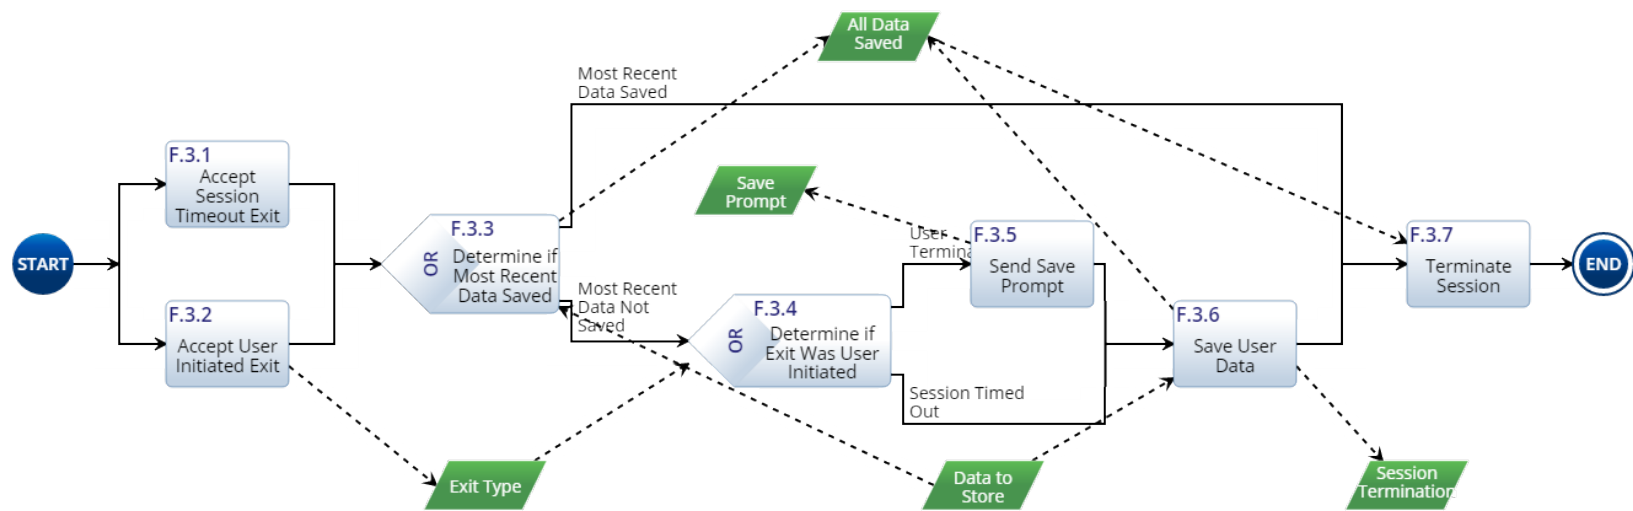 All Data
Saved
Most Recent
Data Saved
F.3.1
Accept
Session
Timeout Exit
Save
Prompt
F.3.3
OR
Determine if
Most Recent
Data Saved
User
Termina
F.3.5
Send Save
Prompt
F.3.7
Terminate
Session
START
END
Most Recent
Data Not
Saved
F.3.2
Accept User
Initiated Exit
F.3.4
OR
Determine if
Exit Was User
Initiated
F.3.6
Save User
Data
Session Timed
Out
Exit Type
Data to
Store
Session
Termination